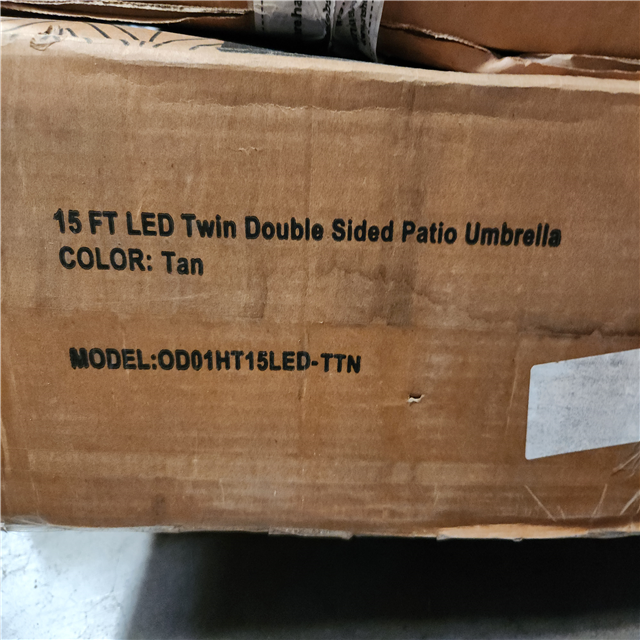 15 FT LED Twin Double Sided Patio Umbrella
COLOR: Tan
MODEL:OD01HT15LED-TTN